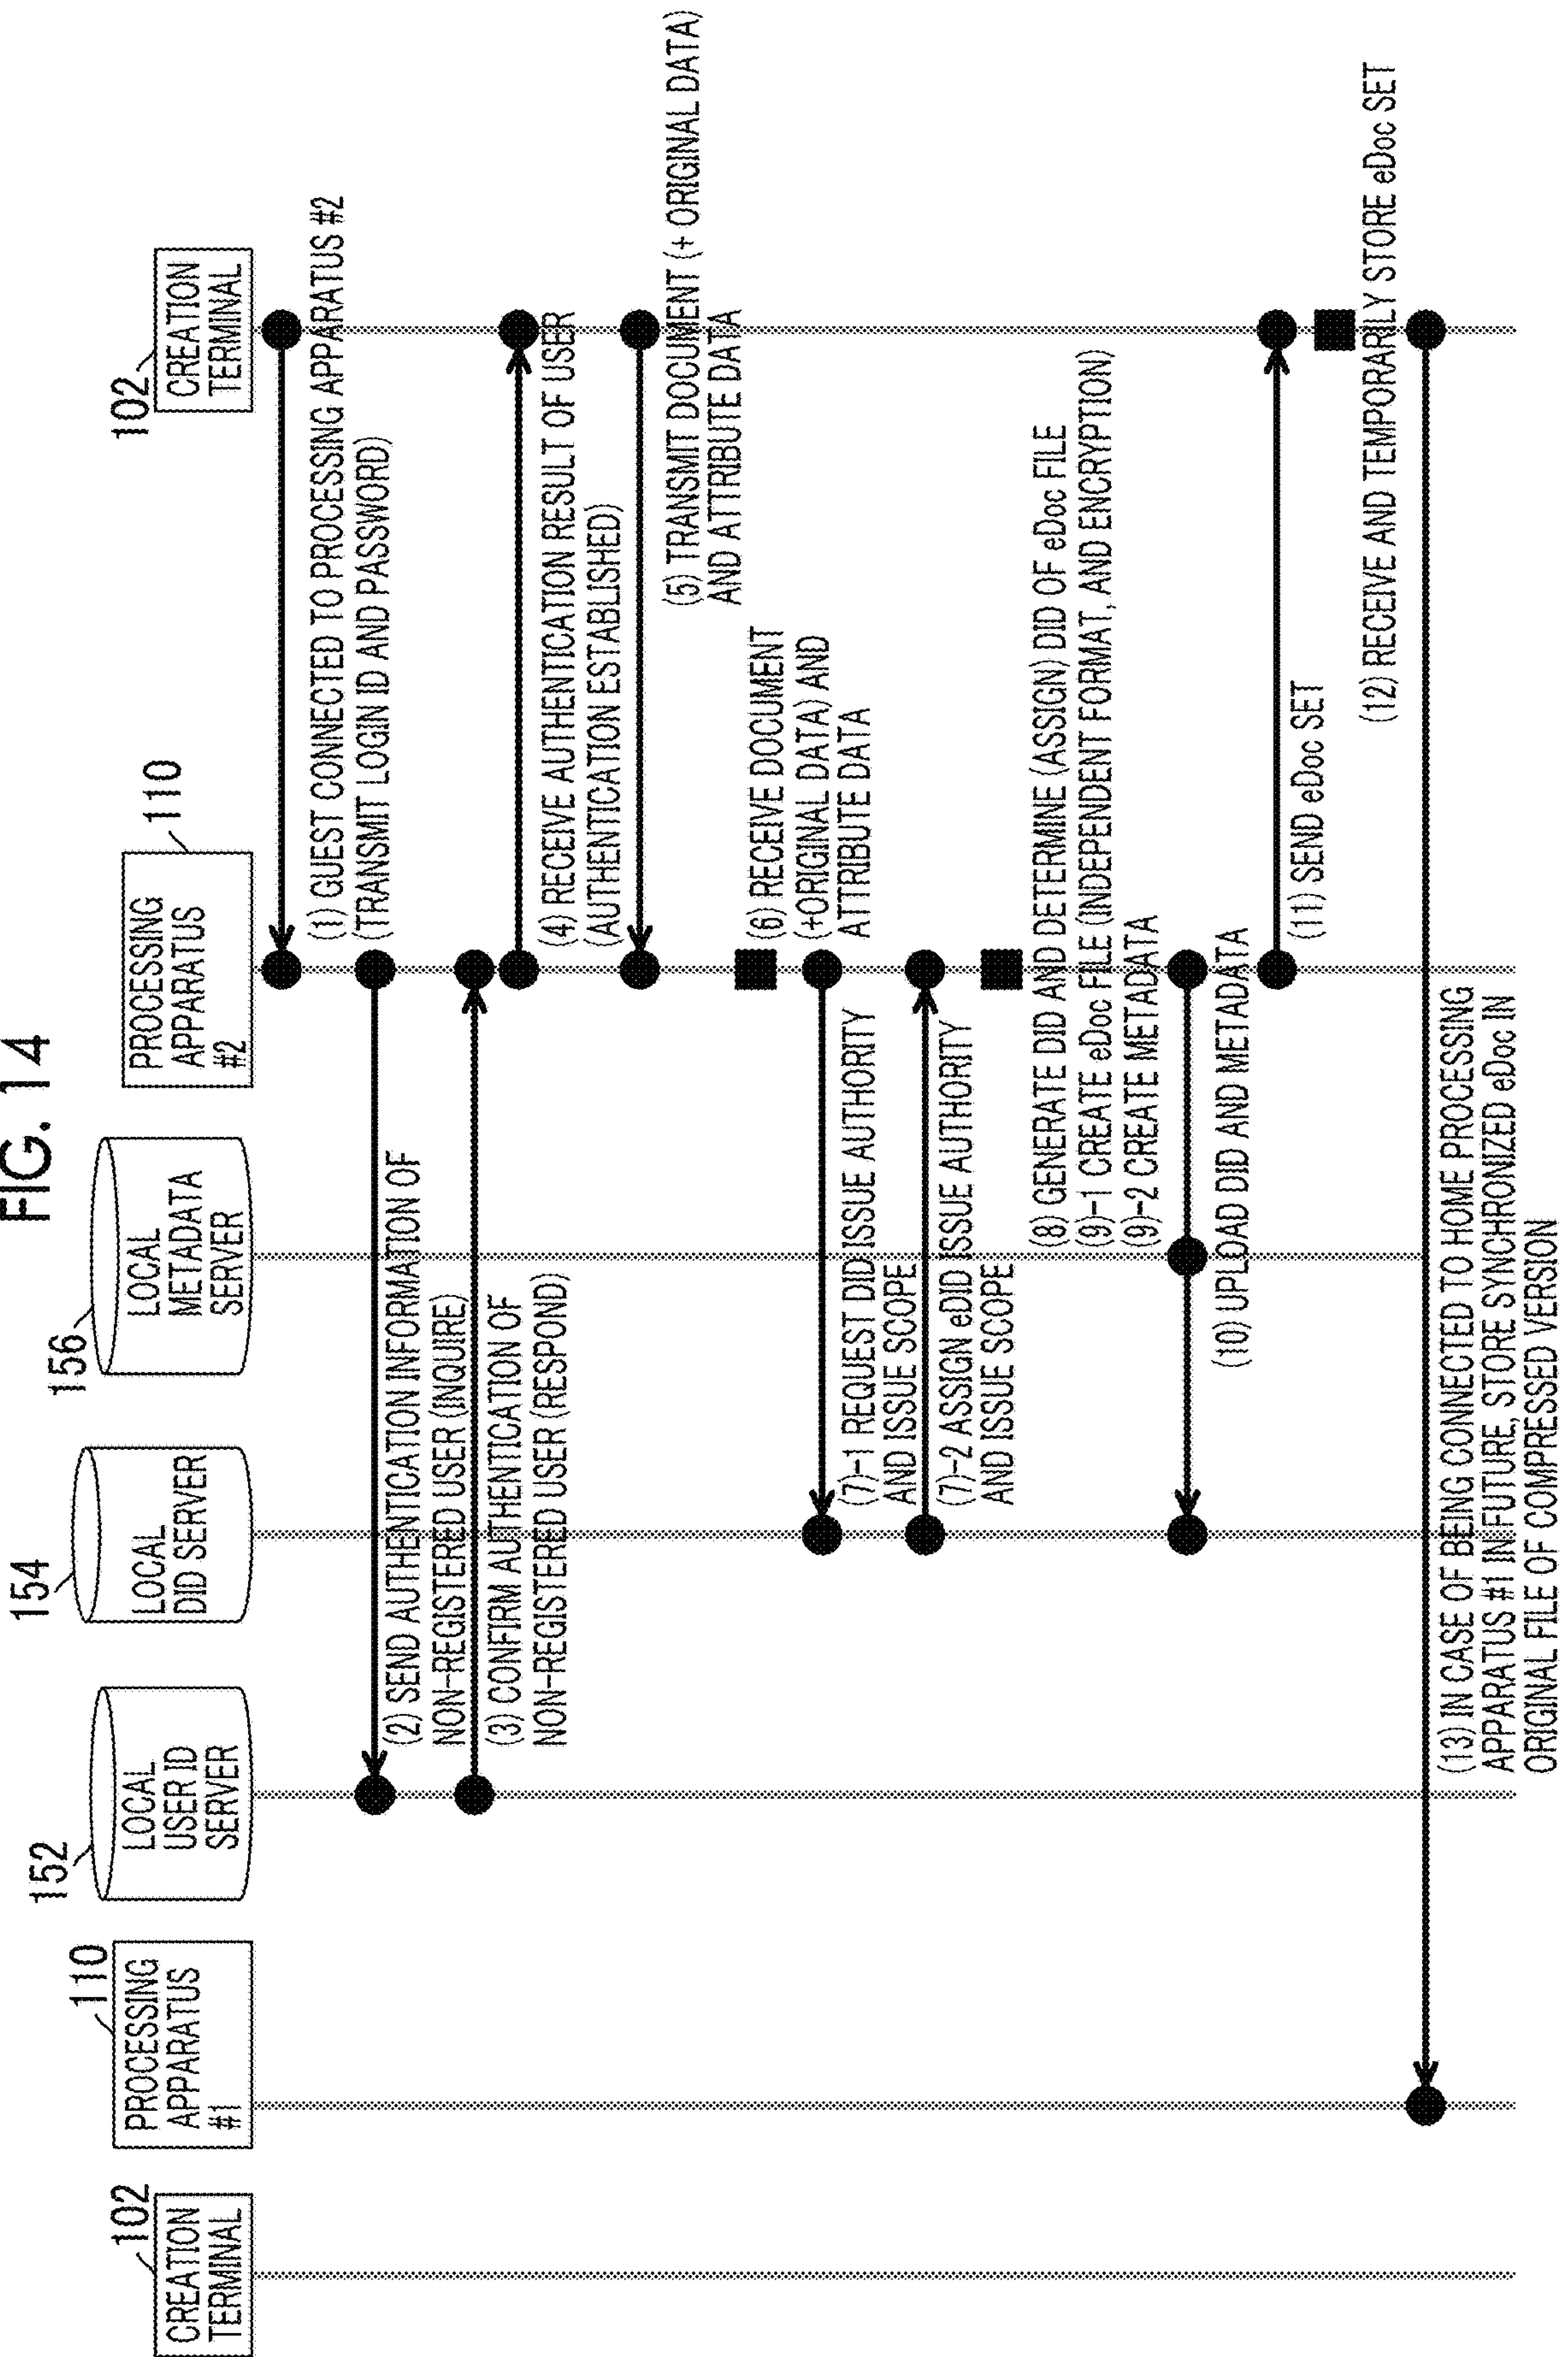 FIG. 14
102
CREATION
TERMINAL
110
PROCESSING
APPARATUS
#1
152
LOCAL
USER ID
SERVER
154
LOCAL
DID SERVER
156
LOCAL
METADATA
SERVER
110
PROCESSING
APPARATUS
#2
102
CREATION
TERMINAL
(1) GUEST CONNECTED TO PROCESSING APPARATUS #2
(TRANSMIT LOGIN ID AND PASSWORD)
(2) SEND AUTHENTICATION INFORMATION OF
NON-REGISTERED USER (INQUIRE)
(3) CONFIRM AUTHENTICATION OF
NON-REGISTERED USER (RESPOND)
(4) RECEIVE AUTHENTICATION RESULT OF USER
(AUTHENTICATION ESTABLISHED)
(5) TRANSMIT DOCUMENT (+ ORIGINAL DATA)
AND ATTRIBUTE DATA
(6) RECEIVE DOCUMENT
(+ORIGINAL DATA) AND
ATTRIBUTE DATA
(7)-1 REQUEST DID ISSUE AUTHORITY
AND ISSUE SCOPE
(7)-2 ASSIGN eDID ISSUE AUTHORITY
AND ISSUE SCOPE
(8) GENERATE DID AND DETERMINE (ASSIGN) DID OF eDoc FILE
(9)-1 CREATE eDoc FILE (INDEPENDENT FORMAT, AND ENCRYPTION)
(9)-2 CREATE METADATA
(10) UPLOAD DID AND METADATA
(11) SEND eDoc SET
(12) RECEIVE AND TEMPORARILY STORE eDoc SET
(13) IN CASE OF BEING CONNECTED TO HOME PROCESSING
APPARATUS #1 IN FUTURE, STORE SYNCHRONIZED eDoc IN
ORIGINAL FILE OF COMPRESSED VERSION